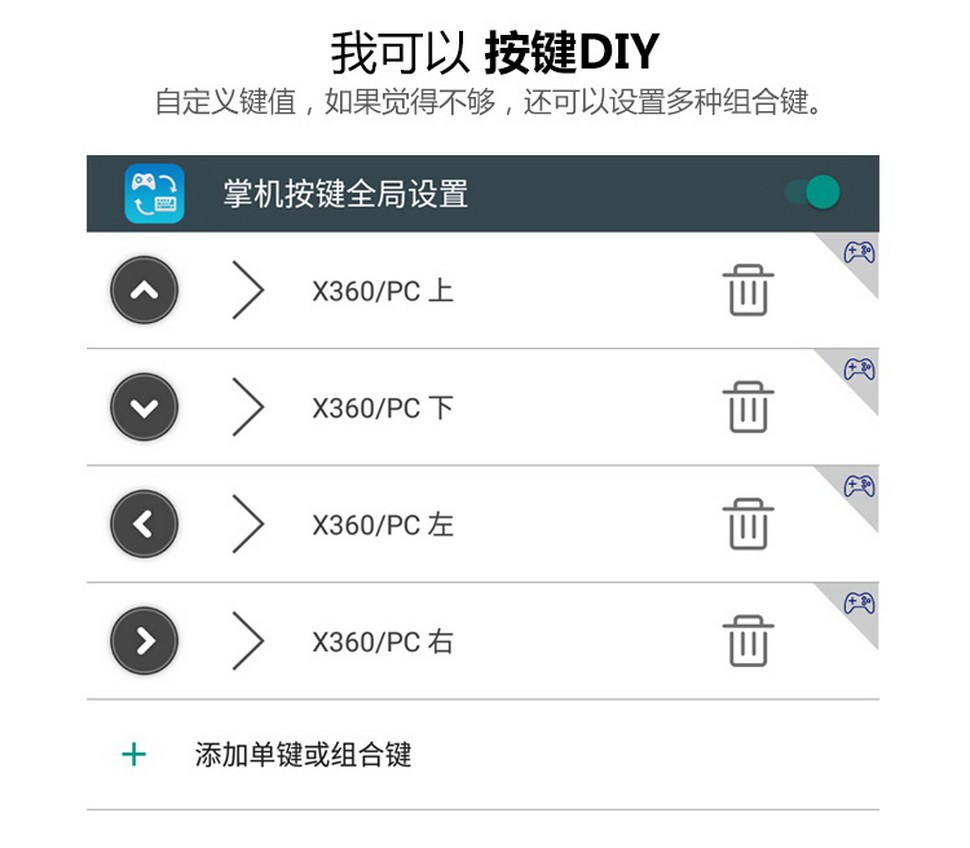 我可以 按键DIY
自定义键值，如果觉得不够，还可以设置多种组合键。
掌机按键全局设置
X360/PC 上
X360/PC 下
X360/PC 左
X360/PC 右
添加单键或组合键